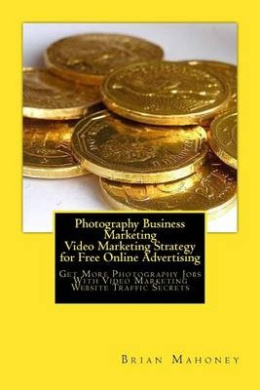 Photography Business
Marketing
Video Marketing Strategy
for Free Online Advertising
Get More Photography Jobs
With Video Marketing
Website Traffic Secrets
Brian Mahoney